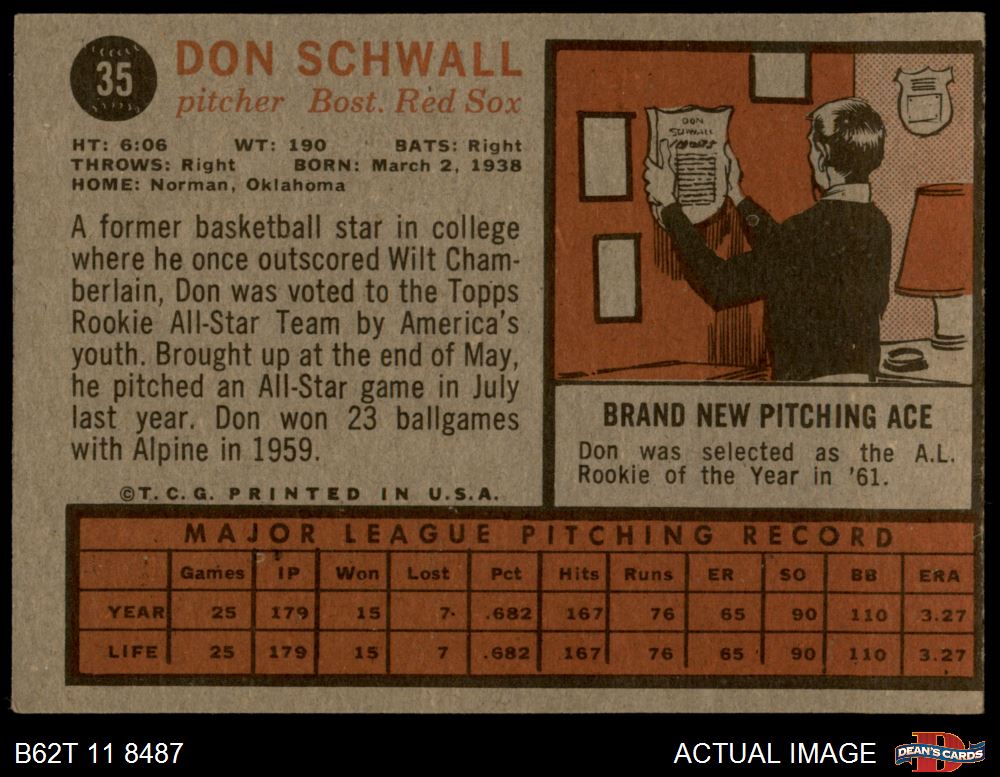 35
DON SCHWALL
pitcher Bost. Red Sox
HT: 6:06 WT: 190 BATS: Right
THROWS: Right BORN: March 2, 1938
HOME: Norman, Oklahoma
A former basketball star in college
where he once outscored Wilt Cham-
berlain, Don was voted to the Topps
Rookie All-Star Team by America's
youth. Brought up at the end of May,
he pitched an All-Star game in July
last year. Don won 23 ballgames
with Alpine in 1959.
©T.C.G. PRINTED IN U.S.A.
DON
SCHWALL
BRAND NEW PITCHING ACE
Don was selected as the A.L.
Rookie of the Year in '61.
MAJOR LEAGUE PITCHING RECORD
Games IP Won Lost Pct Hits Runs ER SO BB ERA
YEAR 25 179 15 7 .682 167 76 65 90 110 3.27
LIFE 25 179 15 7 .682 167 76 65 90 110 3.27
B62T 11 8487
ACTUAL IMAGE
DEAN'S CARDS